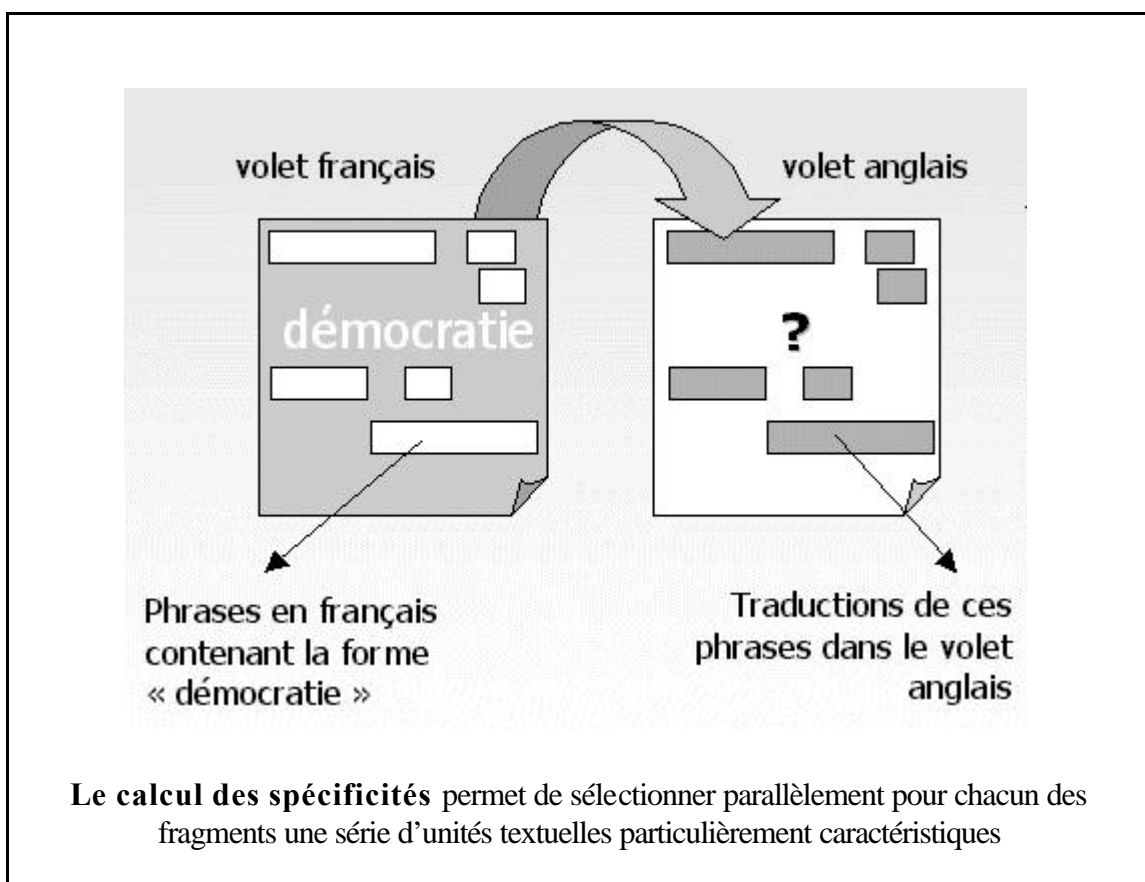 volet français
volet anglais
démocratie
?
Phrases en français
contenant la forme
« démocratie »
Traductions de ces
phrases dans le volet
anglais
Le calcul des spécificités permet de sélectionner parallèlement pour chacun des
fragments une série d’unités textuelles particulièrement caractéristiques